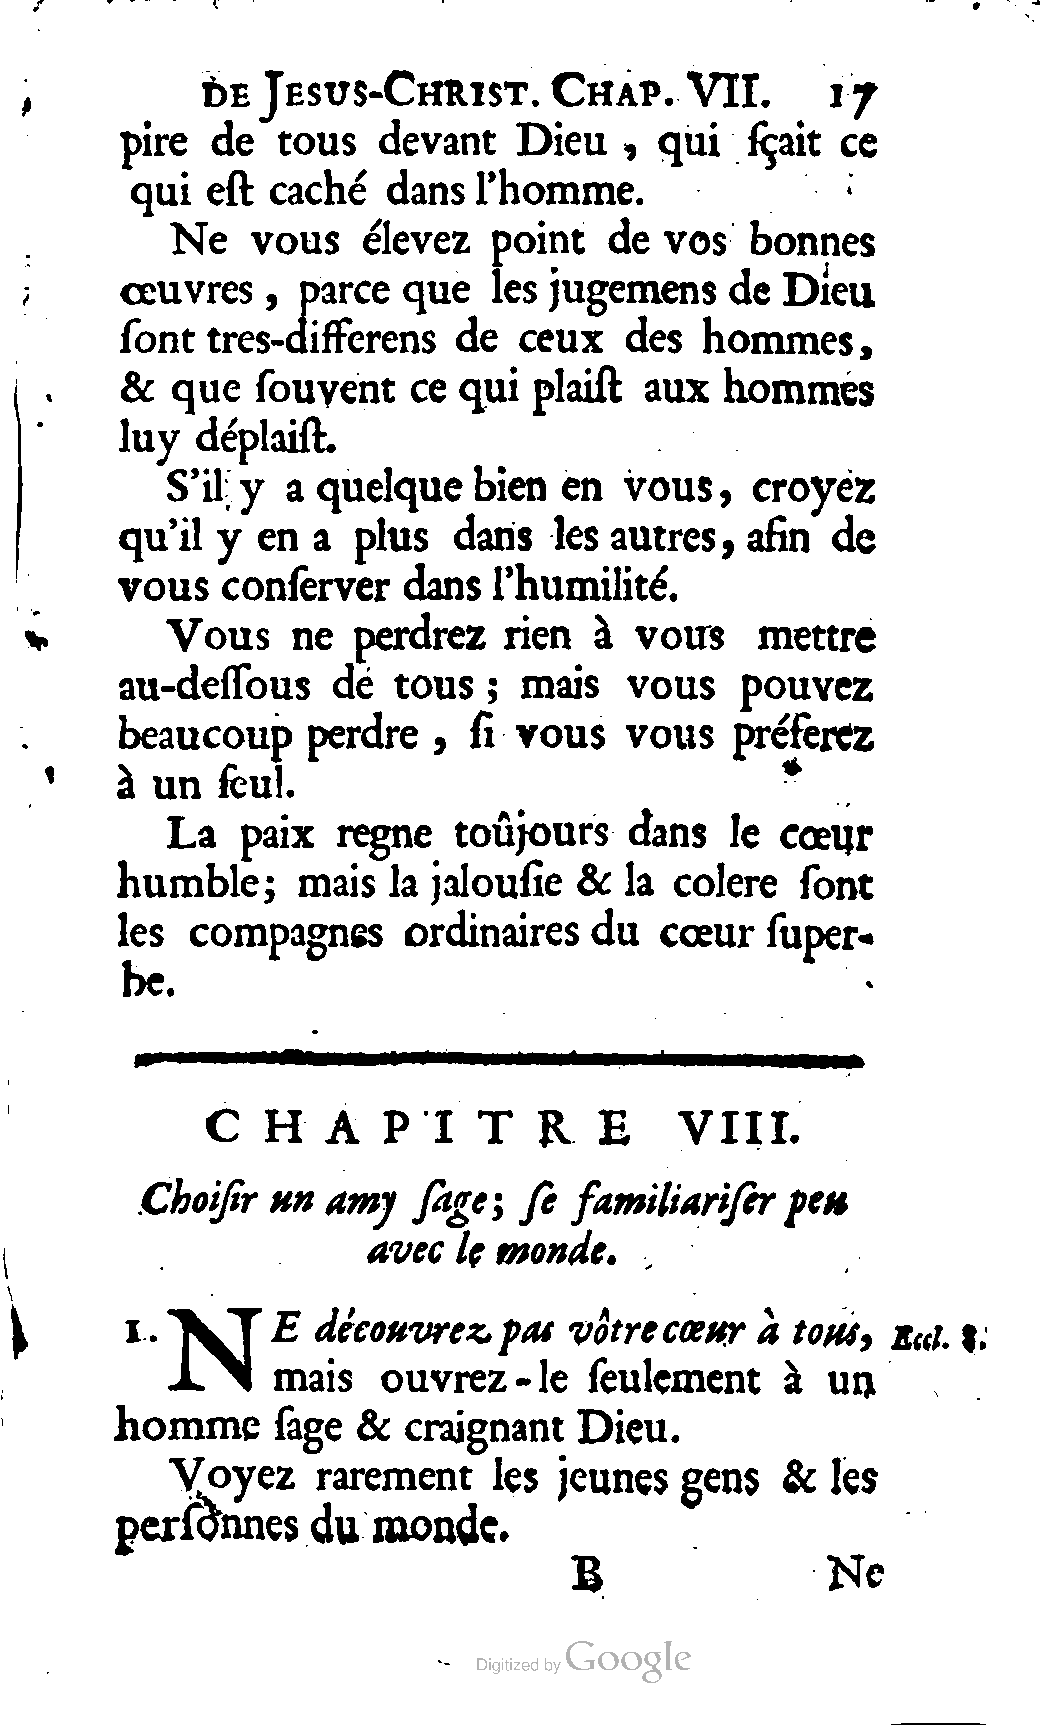 DE JESUS-CHRIST. CHAP. VII. 17
pire de tous devant Dieu , qui ſçait ce
qui eſt caché dans l'homme.
Ne vous élevez point de vos bonnes
œuvres , parce que les jugemens de Dieu
ſont tres-differens de ceux des hommes,
& que ſouvent ce qui plaiſt aux hommes
luy déplaiſt.
S'il y a quelque bien en vous, croyez
qu'il y en a plus dans les autres, afin de
vous conſerver dans l'humilité.
Vous ne perdrez rien à vous mettre
au-deſſous de tous ; mais vous pouvez
beaucoup perdre , ſi vous vous préferez
à un ſeul.
La paix regne toûjours dans le cœur
humble; mais la jalouſie & la colere ſont
les compagnes ordinaires du cœur ſuper-
be.
CHAPITRE VIII.
Choiſir un amy ſage; ſe familiariſer peu
avec le monde.
1. NE découvrez pas vôtre cœur à tous, Eccl. 8.
mais ouvrez-le ſeulement à un
homme ſage & craignant Dieu.
Voyez rarement les jeunes gens & les
perſonnes du monde.
B Ne
Digitized by Google